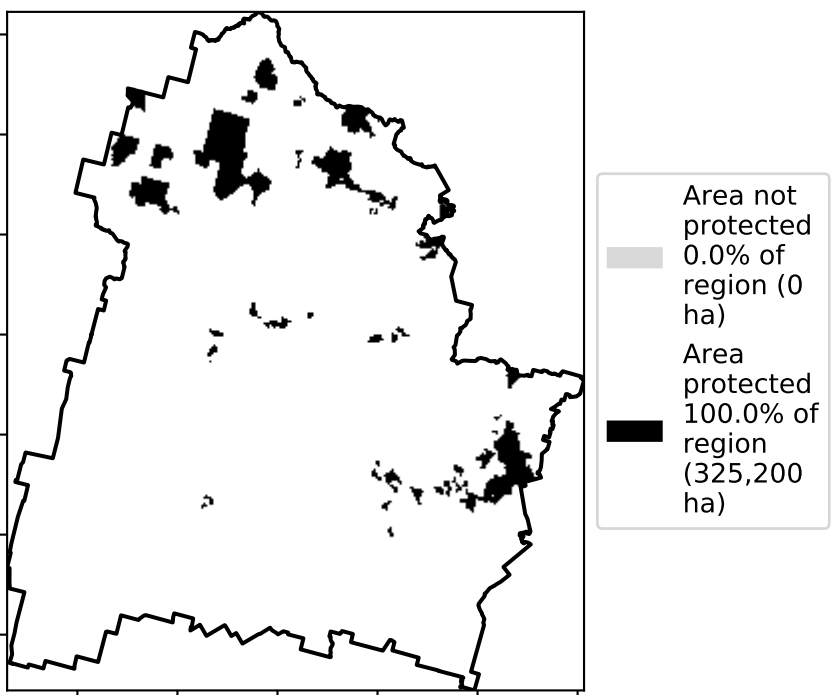 Area not
protected
0.0% of
region (0
ha)
Area
protected
100.0% of
region
(325,200
ha)